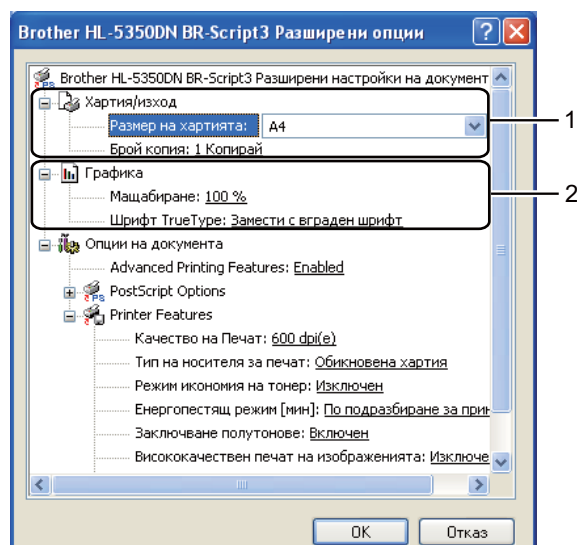 Brother HL-5350DN BR-Script3 Разширени опции
Brother HL-5350DN BR-Script3 Разширени настройки на документ
Хартия/изход
Размер на хартията: A4
1
Брой копия: 1 Копирай
Графика
Мащабиране: 100 %
2
Шрифт TrueType: Замести с вграден шрифт
Опции на документа
Advanced Printing Features: Enabled
PostScript Options
Printer Features
Качество на Печат: 600 dpi(e)
Тип на носителя за печат: Обикновена хартия
Режим икономия на тонер: Изключен
Енергопестящ режим [мин]: По подразбиране за прин
Заключване полутонове: Включен
Висококачествен печат на изображенията: Изключе
OK Отказ